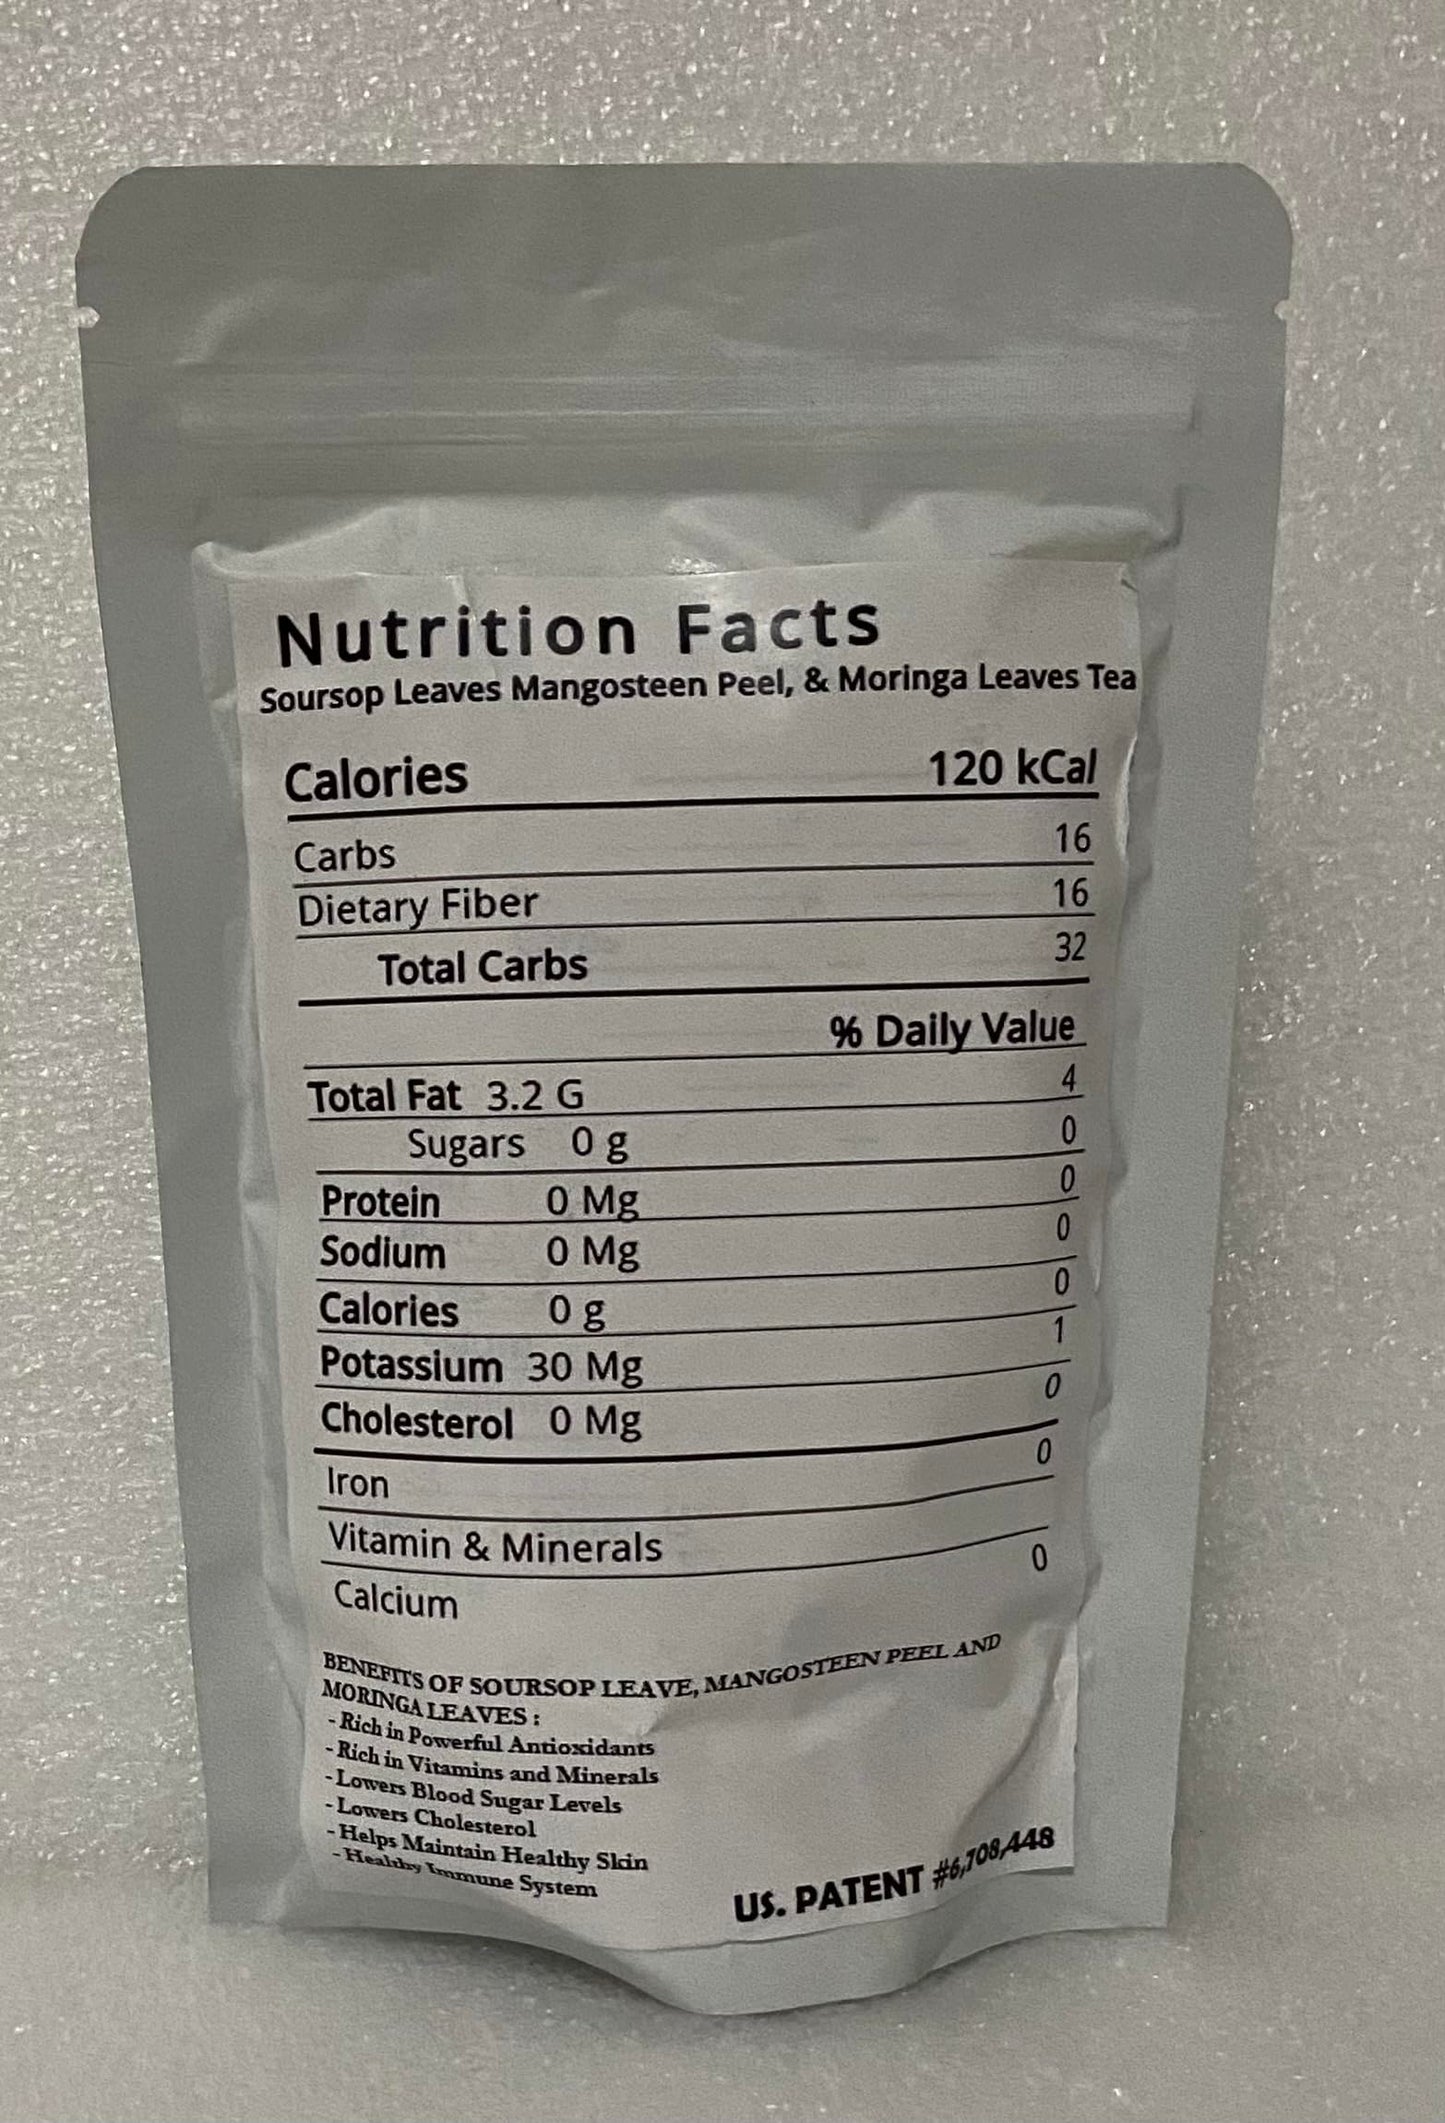 Nutrition Facts
Soursop Leaves Mangosteen Peel, & Moringa Leaves Tea
Calories 120 kCal
Carbs 16
Dietary Fiber 16
Total Carbs 32
% Daily Value
Total Fat 3.2 G 4
Sugars 0 g 0
Protein 0 Mg 0
Sodium 0 Mg 0
Calories 0 g 0
Potassium 30 Mg 1
Cholesterol 0 Mg 0
Iron 0
Vitamin & Minerals
Calcium 0
BENEFITS OF SOURSOP LEAVE, MANGOSTEEN PEEL AND
MORINGA LEAVES :
- Rich in Powerful Antioxidants
- Rich in Vitamins and Minerals
- Lowers Blood Sugar Levels
- Lowers Cholesterol
- Helps Maintain Healthy Skin
- Healthy Immune System
US. PATENT #6,708,448